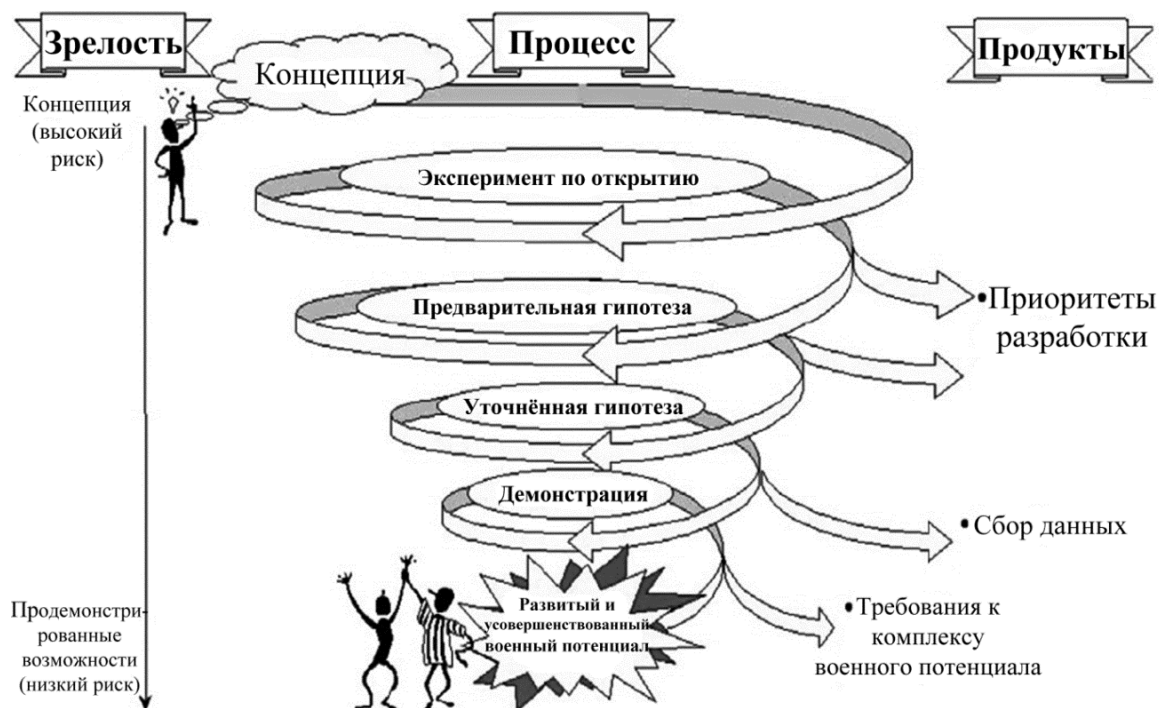 Зрелость
Процесс
Продукты
Концепция
Концепция
(высокий
риск)
Эксперимент по открытию
•Приоритеты
разработки
Предварительная гипотеза
Уточнённая гипотеза
Демонстрация
•Сбор данных
Развитый и
усовершенствованный
военный потенциал
•Требования к
комплексу
военного потенциала
Продемонстри-
рованные
возможности
(низкий риск)